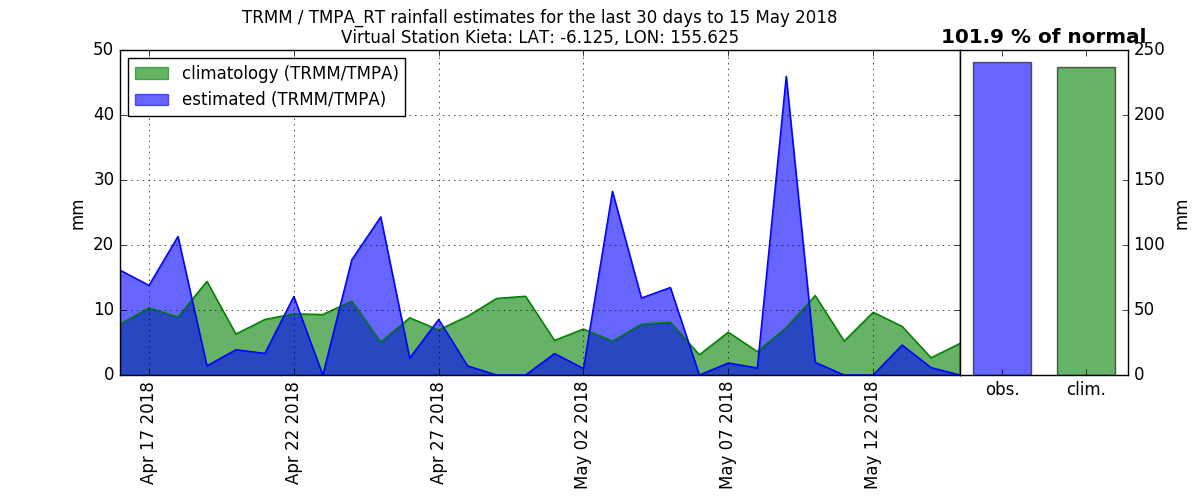 TRMM / TMPA_RT rainfall estimates for the last 30 days to 15 May 2018
Virtual Station Kieta: LAT: -6.125, LON: 155.625
101.9 % of normal
climatology (TRMM/TMPA)
estimated (TRMM/TMPA)
50
40
30
20
10
0
mm
250
200
150
100
50
0
mm
Apr 17 2018
Apr 22 2018
Apr 27 2018
May 02 2018
May 07 2018
May 12 2018
obs.
clim.